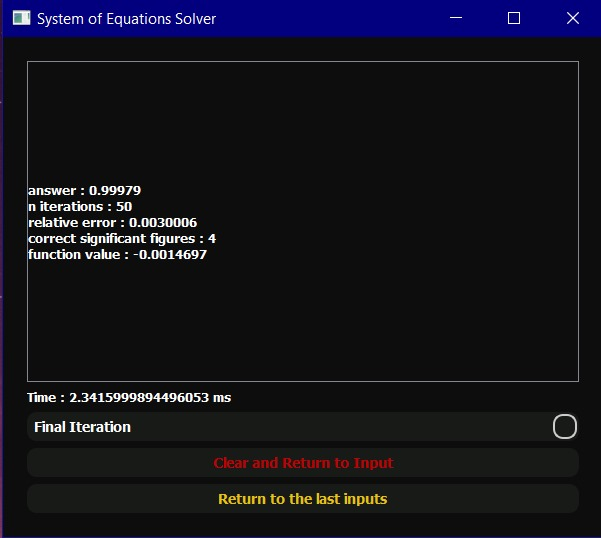 System of Equations Solver
answer : 0.99979
n iterations : 50
relative error : 0.0030006
correct significant figures : 4
function value : -0.0014697
Time : 2.3415999894496053 ms
Final Iteration
Clear and Return to Input
Return to the last inputs